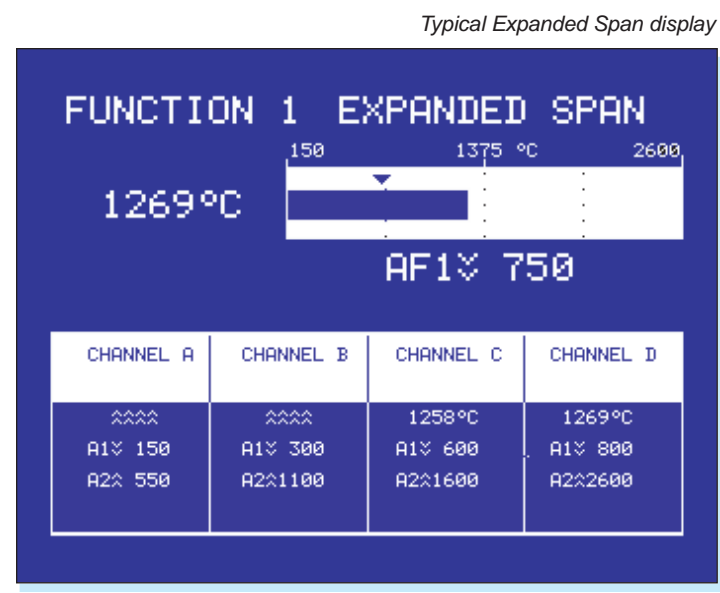 Typical Expanded Span display
FUNCTION 1 EXPANDED SPAN
150 1375 °C 2600
1269°C
AF1⩔ 750
CHANNEL A CHANNEL B CHANNEL C CHANNEL D
^^^^ ^^^^ 1258°C 1269°C
A1⩔ 150 A1⩔ 300 A1⩔ 600 A1⩔ 800
A2⩓ 550 A2⩓1100 A2⩓1600 A2⩓2600